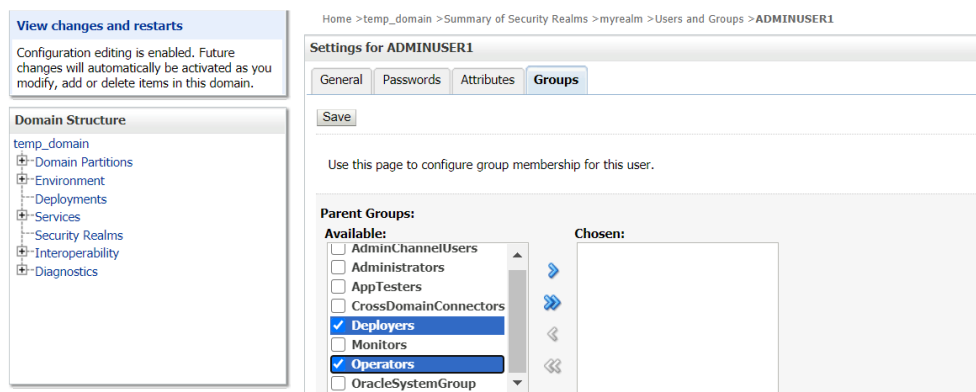 View changes and restarts
Configuration editing is enabled. Future
changes will automatically be activated as you
modify, add or delete items in this domain.
Domain Structure
temp_domain
Domain Partitions
Environment
Deployments
Services
Security Realms
Interoperability
Diagnostics
Home >temp_domain >Summary of Security Realms >myrealm >Users and Groups >ADMINUSER1
Settings for ADMINUSER1
General Passwords Attributes Groups
Save
Use this page to configure group membership for this user.
Parent Groups:
Available:
AdminChannelUsers
Administrators
AppTesters
CrossDomainConnectors
Deployers
Monitors
Operators
OracleSystemGroup
Chosen: